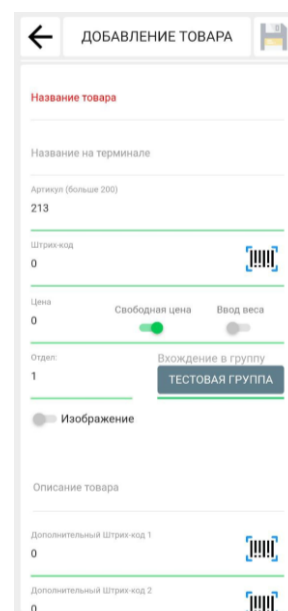 ДОБАВЛЕНИЕ ТОВАРА
Название товара
Название на терминале
Артикул (больше 200)
213
Штрих-код
0
Цена
Свободная цена
Ввод веса
0
Отдел:
Вхождение в группу
1
ТЕСТОВАЯ ГРУППА
Изображение
Описание товара
Дополнительный Штрих-код 1
0
Дополнительный Штрих-код 2
0